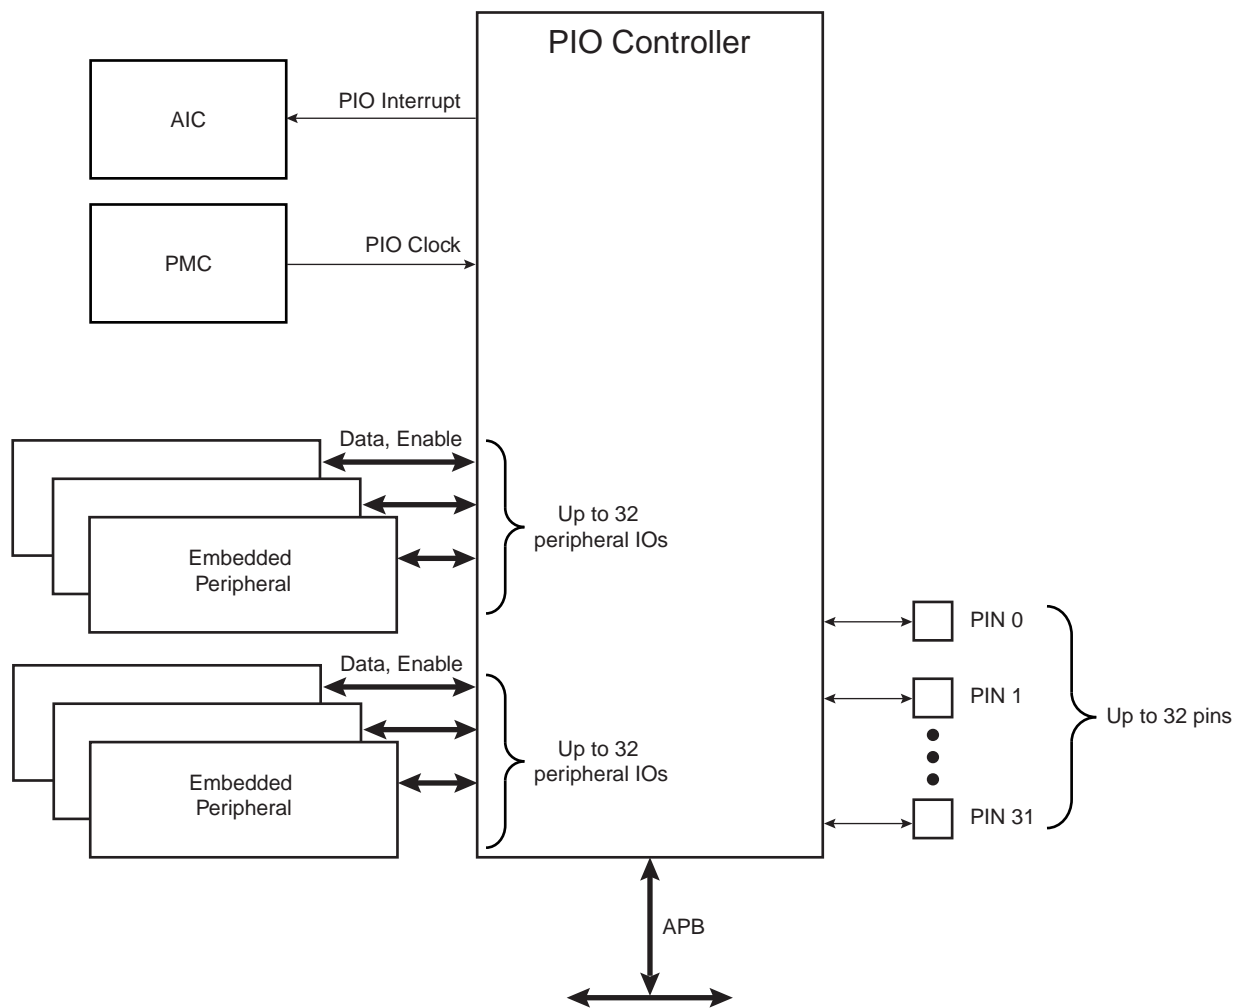 PIO Controller
PIO Interrupt
AIC
PIO Clock
PMC
Data, Enable
Up to 32
peripheral IOs
Embedded
Peripheral
PIN 0
Data, Enable
PIN 1
Up to 32 pins
Up to 32
peripheral IOs
Embedded
Peripheral
PIN 31
APB